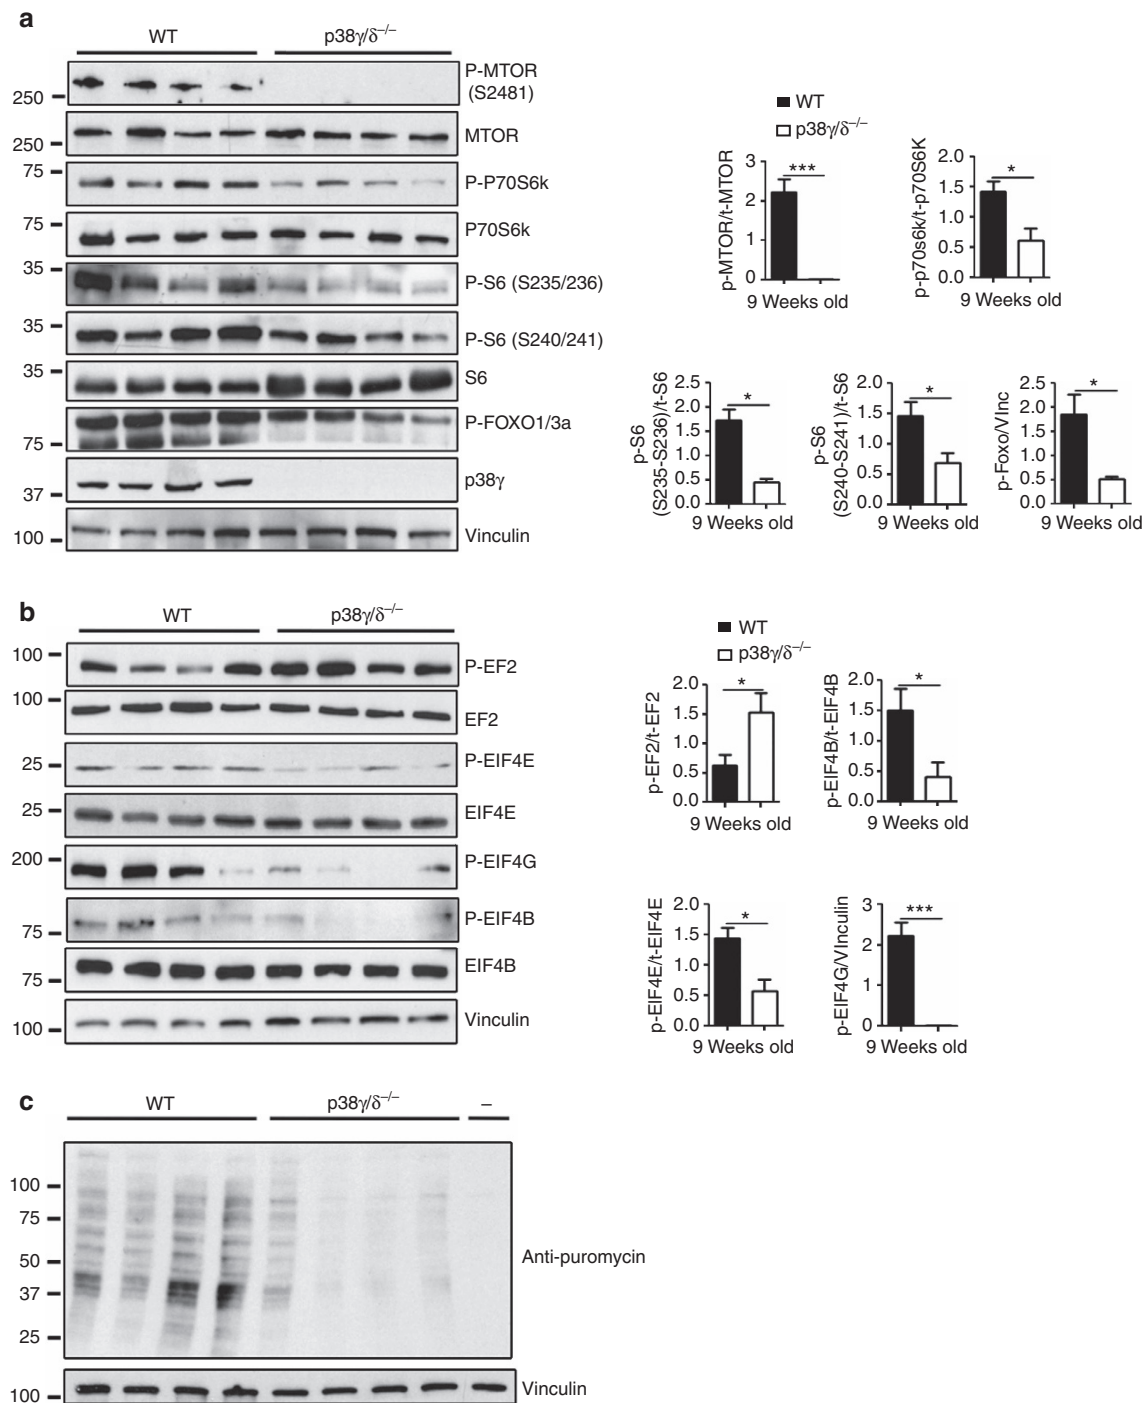 a
WT p38γ/δ−/−
P-MTOR
(S2481)
250
MTOR
250
75
P-P70S6k
75
P70S6k
35
P-S6 (S235/236)
35
P-S6 (S240/241)
35
S6
P-FOXO1/3a
75
p38γ
37
Vinculin
100
WT
p38γ/δ−/−
p-MTOR/t-MTOR
3
2
1
0
***
9 Weeks old
p-p70s6k/t-p70S6K
2.0
1.5
1.0
0.5
0.0
*
9 Weeks old
p-S6
(S235-S236)/t-S6
2.5
2.0
1.5
1.0
0.5
0.0
*
9 Weeks old
p-S6
(S240-S241)/t-S6
2.0
1.5
1.0
0.5
0.0
*
9 Weeks old
p-Foxo/VInc
2.5
2.0
1.5
1.0
0.5
0.0
*
9 Weeks old
b
WT p38γ/δ−/−
100
P-EF2
100
EF2
25
P-EIF4E
25
EIF4E
200
P-EIF4G
P-EIF4B
75
EIF4B
75
Vinculin
100
WT
p38γ/δ−/−
p-EF2/t-EF2
2.0
1.5
1.0
0.5
0.0
*
9 Weeks old
p-EIF4B/t-EIF4B
2.0
1.5
1.0
0.5
0.0
*
9 Weeks old
p-EIF4E/t-EIF4E
2.0
1.5
1.0
0.5
0.0
*
9 Weeks old
p-EIF4G/VInculin
3
2
1
0
***
9 Weeks old
c
WT p38γ/δ−/− –
100
75
50
37
25
Anti-puromycin
100
Vinculin